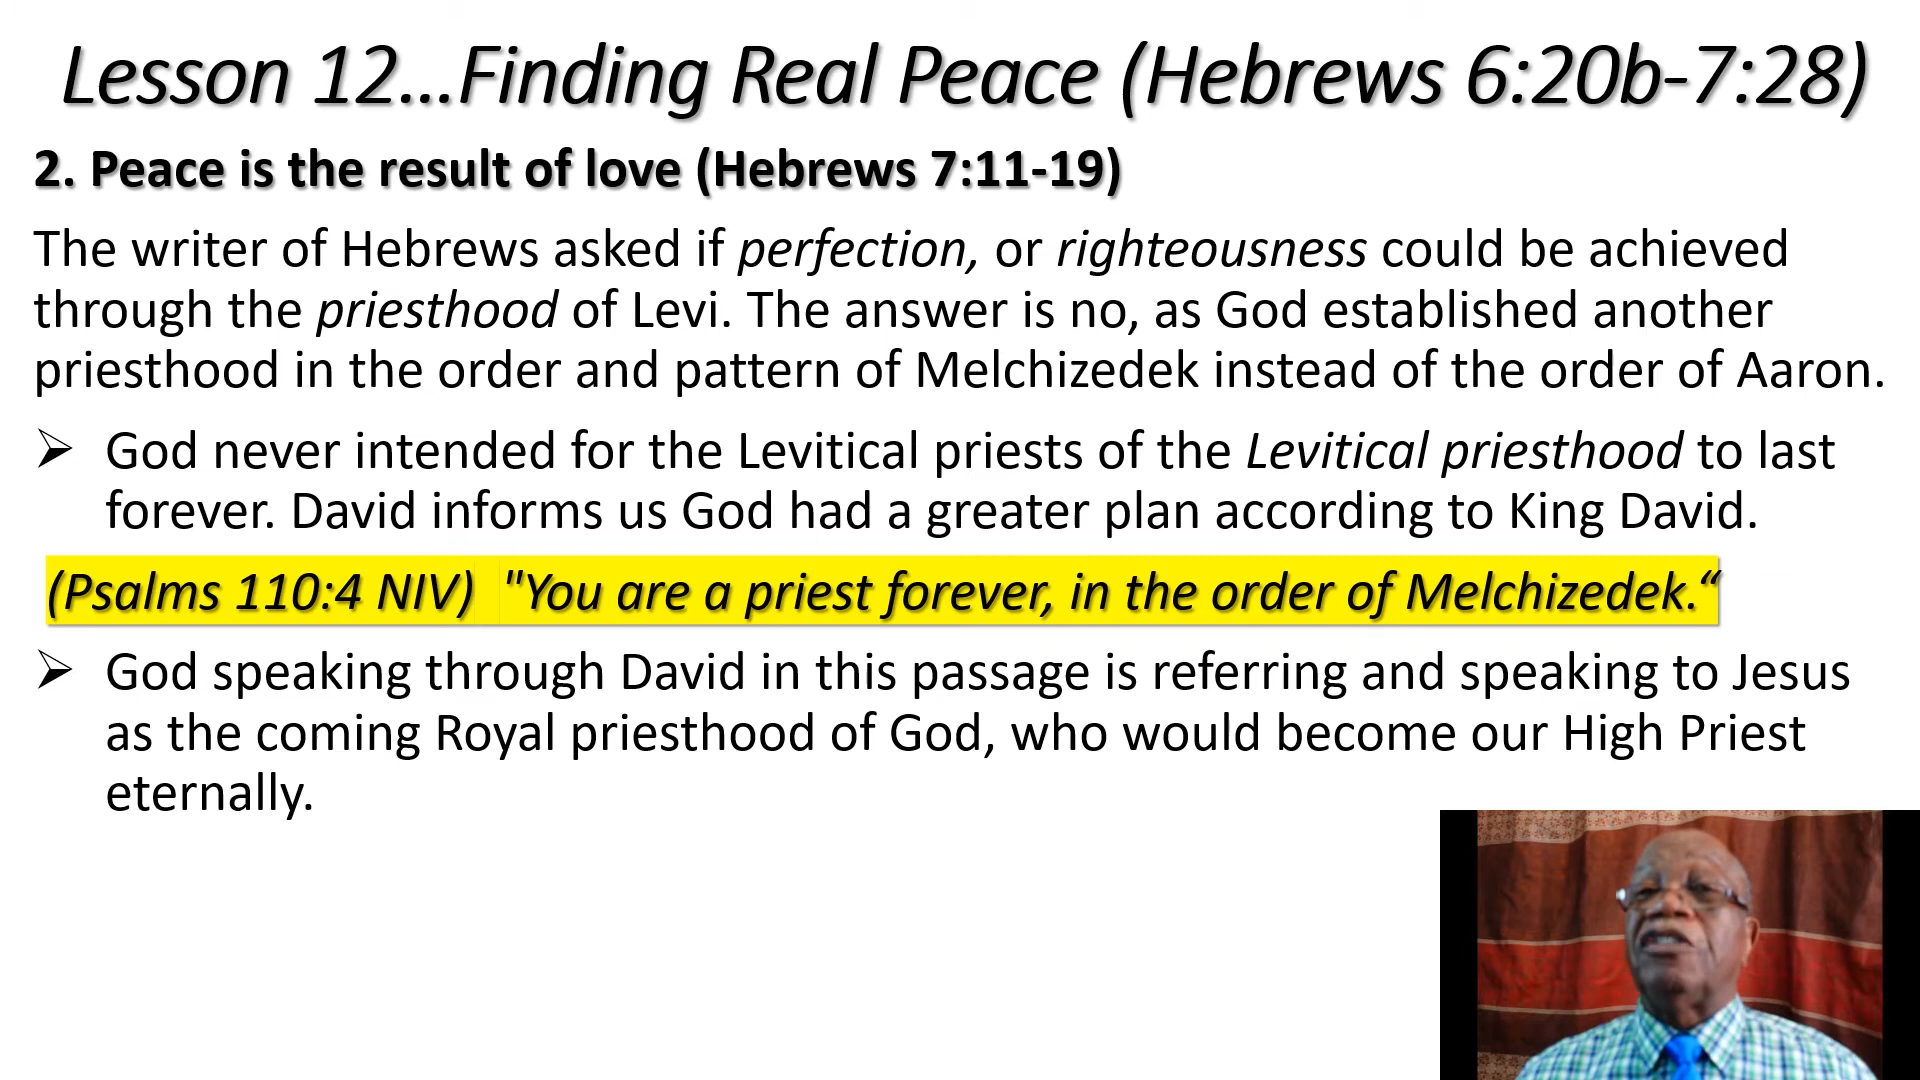 Lesson 12...Finding Real Peace (Hebrews 6:20b-7:28)
2. Peace is the result of love (Hebrews 7:11-19)
The writer of Hebrews asked if perfection, or righteousness could be achieved
through the priesthood of Levi. The answer is no, as God established another
priesthood in the order and pattern of Melchizedek instead of the order of Aaron.
➢ God never intended for the Levitical priests of the Levitical priesthood to last
forever. David informs us God had a greater plan according to King David.
(Psalms 110:4 NIV) "You are a priest forever, in the order of Melchizedek.“
➢ God speaking through David in this passage is referring and speaking to Jesus
as the coming Royal priesthood of God, who would become our High Priest
eternally.